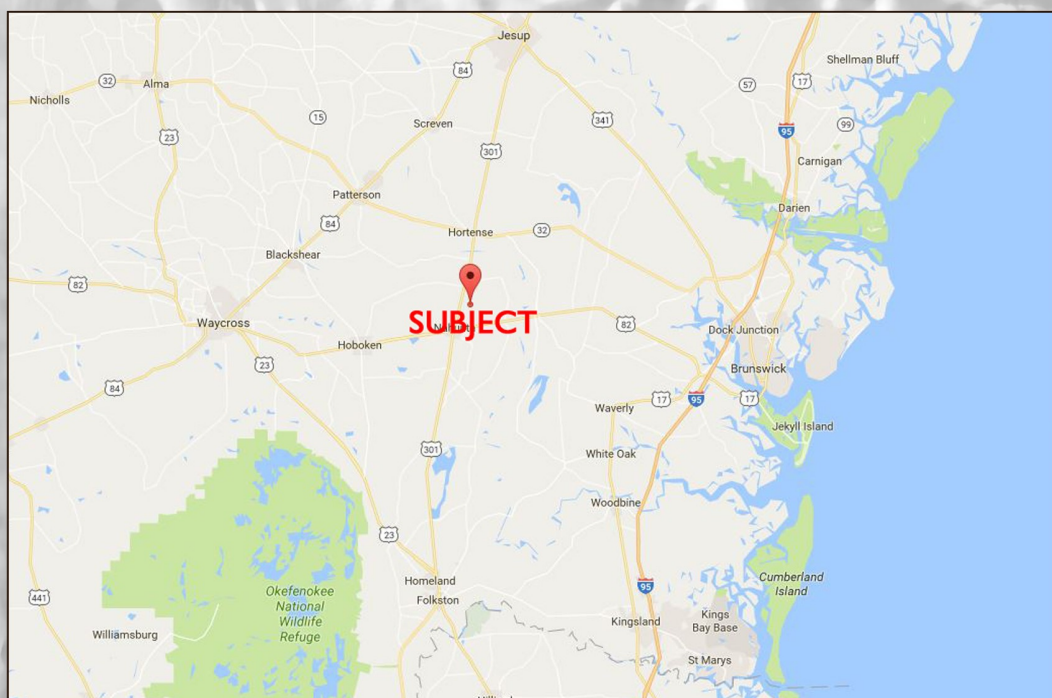 Jesup
Shellman Bluff
84
57
17
32
Alma
Nicholls
341
15
Screven
99
95
23
301
Carnigan
Patterson
Darien
84
Hortense
32
Blackshear
82
SUBJECT
Waycross
82
Dock Junction
Hoboken
23
Brunswick
84
95
17
17
Waverly
Jekyll Island
301
White Oak
Woodbine
23
Cumberland
Island
Homeland
95
Okefenokee
National
Wildlife
Refuge
441
Folkston
Kings
Bay Base
Kingsland
Williamsburg
St Marys